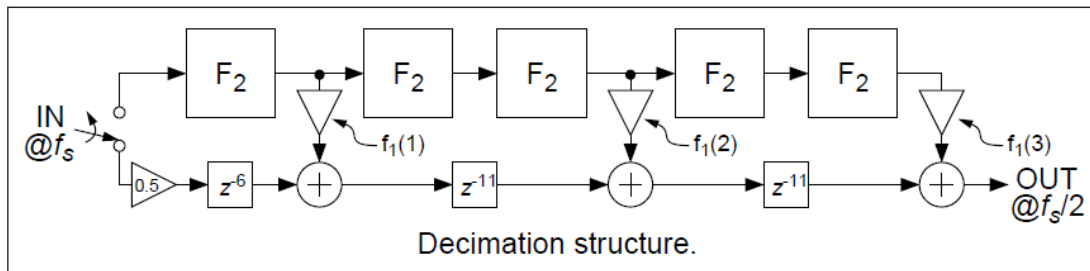 F₂ F₂ F₂ F₂ F₂
IN
@fₛ
f₁(1) f₁(2) f₁(3)
0.5 z⁻⁶ + z⁻¹¹ + z⁻¹¹ + OUT
@fₛ/2
Decimation structure.